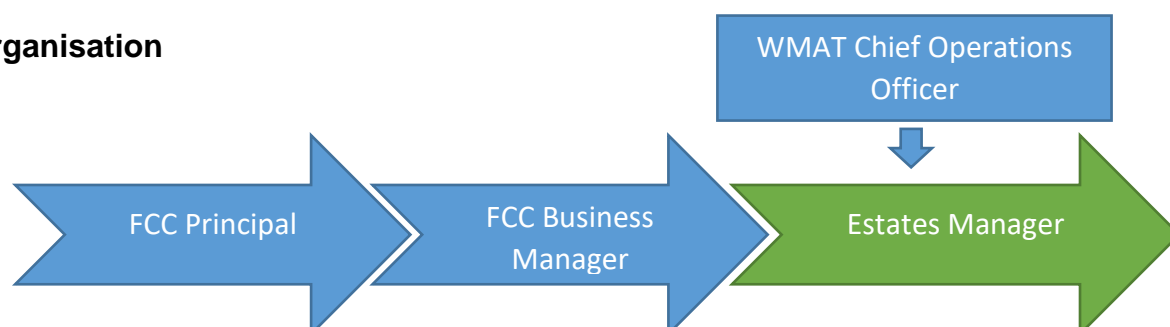 rganisation
WMAT Chief Operations
Officer
FCC Principal
FCC Business
Manager
Estates Manager